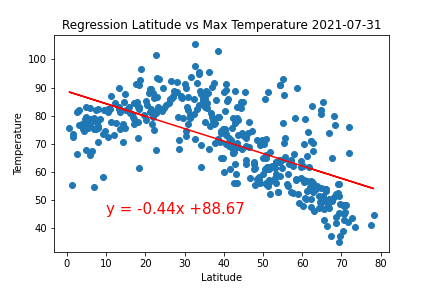 Regression Latitude vs Max Temperature 2021-07-31
100
90
80
70
60
50
40
Temperature
y = -0.44x +88.67
0 10 20 30 40 50 60 70 80
Latitude